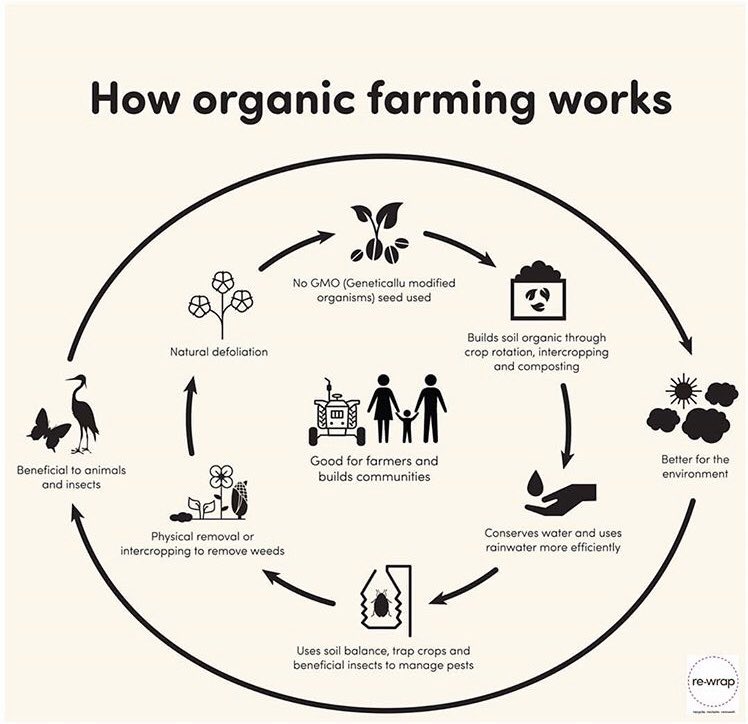 How organic farming works
No GMO (Genetically modified
organisms) seed used
Builds soil organic through
crop rotation, intercropping
and composting
Natural defoliation
Good for farmers and
builds communities
Beneficial to animals
and insects
Better for the
environment
Physical removal or
intercropping to remove weeds
Conserves water and uses
rainwater more efficiently
Uses soil balance, trap crops and
beneficial insects to manage pests
re-wrap